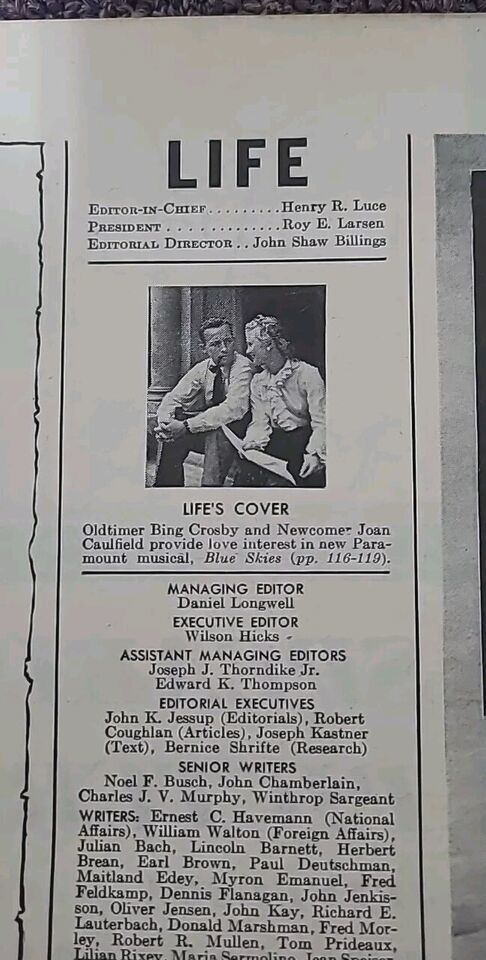 LIFE
EDITOR-IN-CHIEF.........Henry R. Luce
PRESIDENT .............Roy E. Larsen
EDITORIAL DIRECTOR .. John Shaw Billings
LIFE'S COVER
Oldtimer Bing Crosby and Newcomer Joan
Caulfield provide love interest in new Para-
mount musical, Blue Skies (pp. 116-119).
MANAGING EDITOR
Daniel Longwell
EXECUTIVE EDITOR
Wilson Hicks
ASSISTANT MANAGING EDITORS
Joseph J. Thorndike Jr.
Edward K. Thompson
EDITORIAL EXECUTIVES
John K. Jessup (Editorials), Robert
Coughlan (Articles), Joseph Kastner
(Text), Bernice Shrifte (Research)
SENIOR WRITERS
Noel F. Busch, John Chamberlain,
Charles J. V. Murphy, Winthrop Sargeant
WRITERS: Ernest C. Havemann (National
Affairs), William Walton (Foreign Affairs),
Julian Bach, Lincoln Barnett, Herbert
Brean, Earl Brown, Paul Deutschman,
Maitland Edey, Myron Emanuel, Fred
Feldkamp, Dennis Flanagan, John Jenkis-
son, Oliver Jensen, John Kay, Richard E.
Lauterbach, Donald Marshman, Fred Mor-
ley, Robert R. Mullen, Tom Prideaux,
Lilian Rixey, Maria Sermolino,